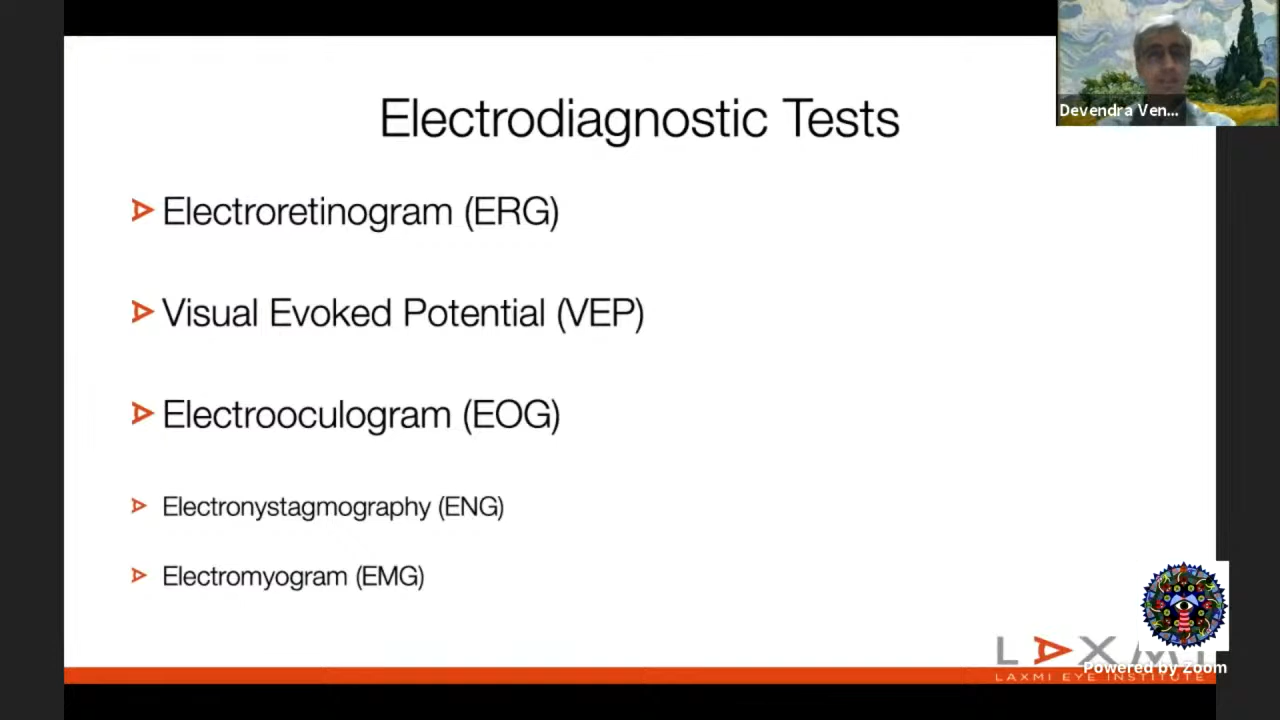 Electrodiagnostic Tests
Devendra Ven...
Electroretinogram (ERG)
Visual Evoked Potential (VEP)
Electrooculogram (EOG)
Electronystagmography (ENG)
Electromyogram (EMG)
Powered by Zoom
LAXMI EYE INSTITUTE